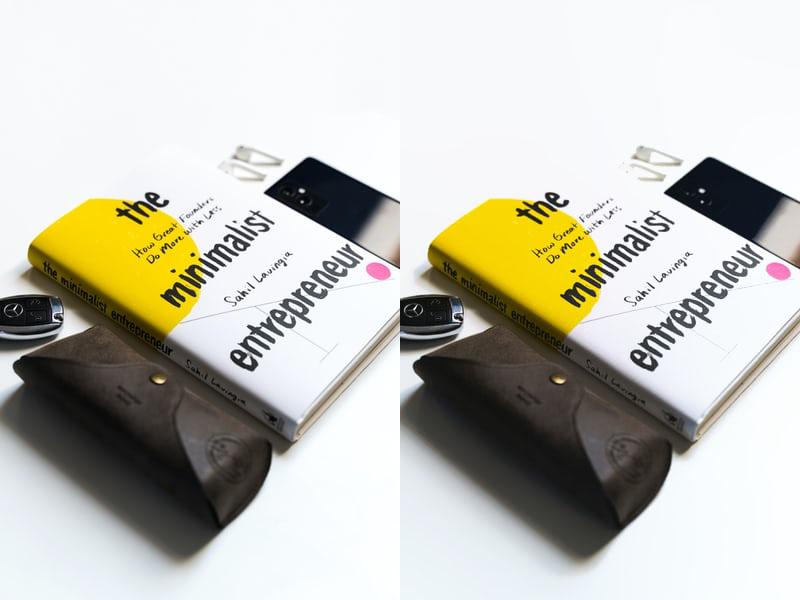 the
How Great Founders
Do More with Less
minimalist
Sahil Lavingia
entrepreneur
the minimalist entrepreneur
Sahil Lavingia
the
How Great Founders
Do More with Less
minimalist
Sahil Lavingia
entrepreneur
the minimalist entrepreneur
Sahil Lavingia